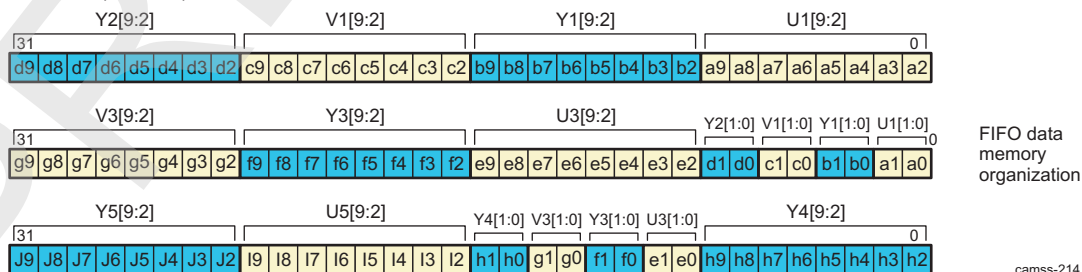 Y2[9:2] V1[9:2] Y1[9:2] U1[9:2]
31 0
d9 d8 d7 d6 d5 d4 d3 d2 c9 c8 c7 c6 c5 c4 c3 c2 b9 b8 b7 b6 b5 b4 b3 b2 a9 a8 a7 a6 a5 a4 a3 a2
V3[9:2] Y3[9:2] U3[9:2] Y2[1:0] V1[1:0] Y1[1:0] U1[1:0]
31 0
g9 g8 g7 g6 g5 g4 g3 g2 f9 f8 f7 f6 f5 f4 f3 f2 e9 e8 e7 e6 e5 e4 e3 e2 d1 d0 c1 c0 b1 b0 a1 a0
FIFO data
memory
organization
Y5[9:2] U5[9:2] Y4[1:0] V3[1:0] Y3[1:0] U3[1:0] Y4[9:2]
31 0
J9 J8 J7 J6 J5 J4 J3 J2 I9 I8 I7 I6 I5 I4 I3 I2 h1 h0 g1 g0 f1 f0 e1 e0 h9 h8 h7 h6 h5 h4 h3 h2
camss-214